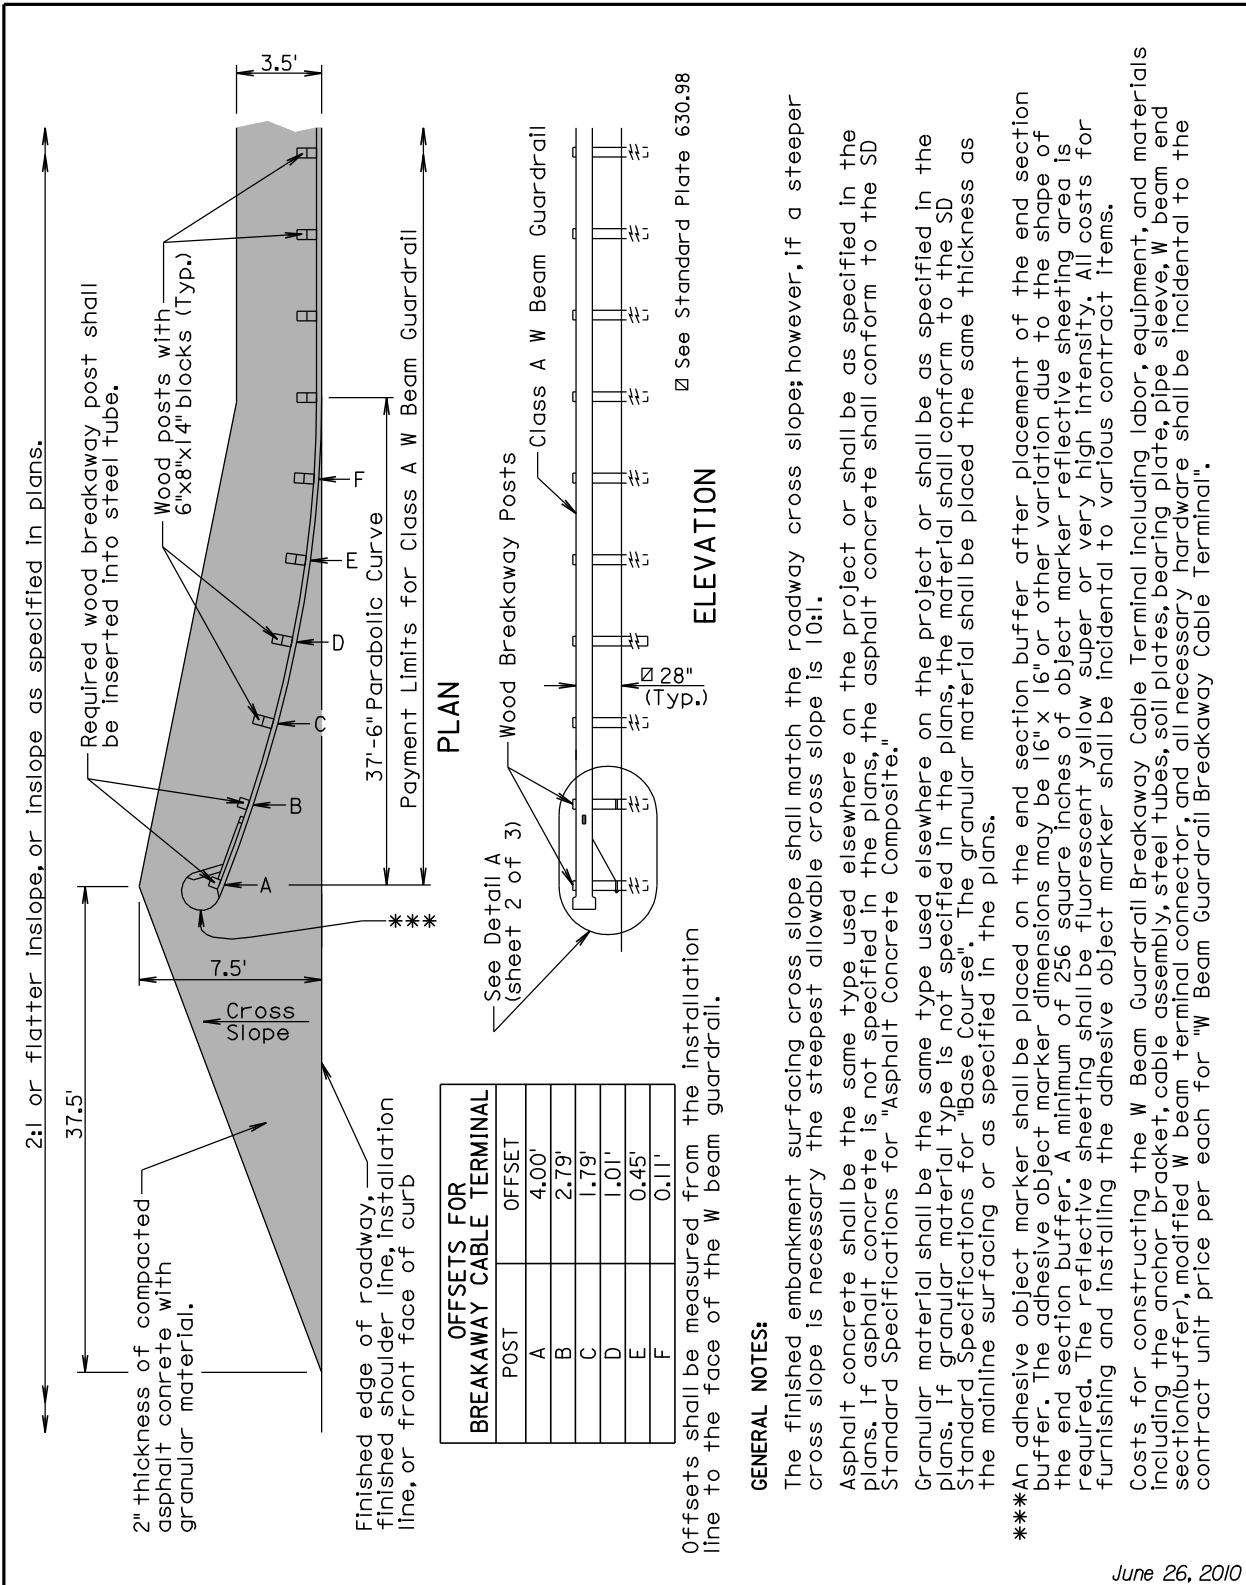 2:1 or flatter inslope, or inslope as specified in plans.
37.5'
3.5'
2" thickness of compacted
asphalt conrete with
granular material.
Required wood breakaway post shall
be inserted into steel tube.
Wood posts with
6"x8"x14" blocks (Typ.)
7.5'
Cross
Slope
Finished edge of roadway,
finished shoulder line, installation
line, or front face of curb
***
A
B
C
D
E
F
37'-6" Parabolic Curve
Payment Limits for Class A W Beam Guardrail
PLAN
OFFSETS FOR
BREAKAWAY CABLE TERMINAL
POST OFFSET
A 4.00'
B 2.79'
C 1.79'
D 1.01'
E 0.45'
F 0.11'
Offsets shall be measured from the installation
line to the face of the W beam guardrail.
See Detail A
(sheet 2 of 3)
Wood Breakaway Posts
Class A W Beam Guardrail
28"
(Typ.)
See Standard Plate 630.98
ELEVATION
GENERAL NOTES:
The finished embankment surfacing cross slope shall match the roadway cross slope; however, if a steeper
cross slope is necessary the steepest allowable cross slope is 10:1.
Asphalt concrete shall be the same type used elsewhere on the project or shall be as specified in the
plans. If asphalt concrete is not specified in the plans, the asphalt concrete shall conform to the SD
Standard Specifications for "Asphalt Concrete Composite."
Granular material shall be the same type used elsewhere on the project or shall be as specified in the
plans. If granular material type is not specified in the plans, the material shall conform to the SD
Standard Specifications for "Base Course". The granular material shall be placed the same thickness as
the mainline surfacing or as specified in the plans.
***An adhesive object marker shall be placed on the end section buffer after placement of the end section
buffer. The adhesive object marker dimensions may be 16" x 16" or other variation due to the shape of
the end section buffer. A minimum of 256 square inches of object marker reflective sheeting area is
required. The reflective sheeting shall be fluorescent yellow super or very high intensity. All costs for
furnishing and installing the adhesive object marker shall be incidental to various contract items.
Costs for constructing the W Beam Guardrail Breakaway Cable Terminal including labor, equipment, and materials
including the anchor bracket, cable assembly, steel tubes, soil plates, bearing plate, pipe sleeve, W beam end
section(buffer), modified W beam terminal connector, and all necessary hardware shall be incidental to the
contract unit price per each for "W Beam Guardrail Breakaway Cable Terminal".
June 26, 2010